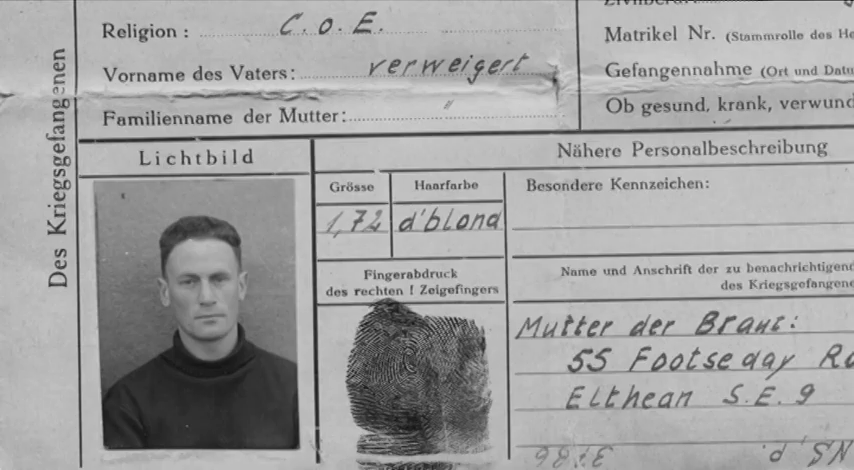 Religion : C. o. E.
Vorname des Vaters: verweigert
Familienname der Mutter: "
Matrikel Nr. (Stammrolle des He
Gefangennahme (Ort und Datu
Ob gesund, krank, verwund
Des Kriegsgefangenen
Lichtbild
Nähere Personalbeschreibung
Grösse
Haarfarbe
Besondere Kennzeichen:
1,72
d'blond
Fingerabdruck
des rechten ! Zeigefingers
Name und Anschrift der zu benachrichtigend
des Kriegsgefangene
Mutter der Braut:
55 Footseday Ro
Elthean S.E. 9